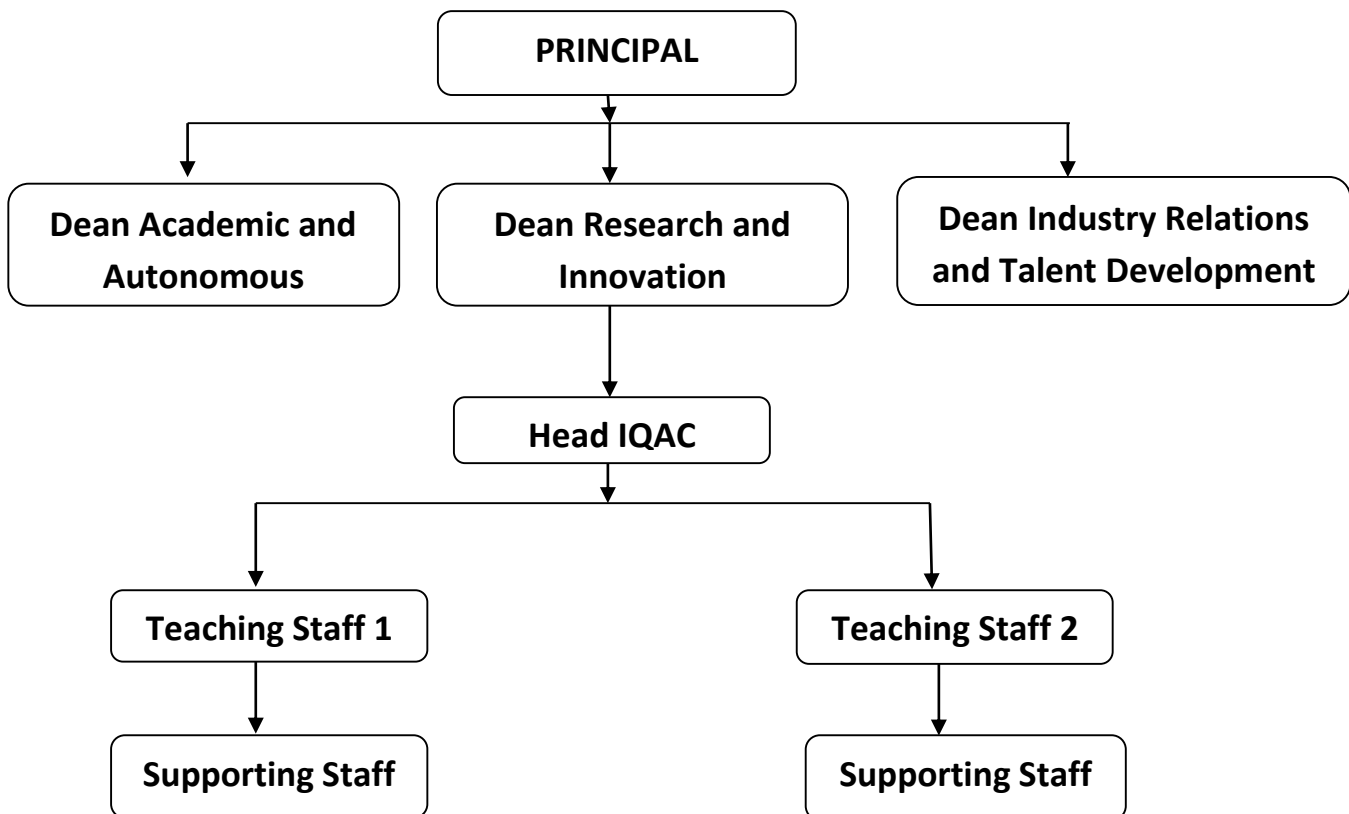 PRINCIPAL
Dean Academic and
Autonomous
Dean Research and
Innovation
Dean Industry Relations
and Talent Development
Head IQAC
Teaching Staff 1
Teaching Staff 2
Supporting Staff
Supporting Staff